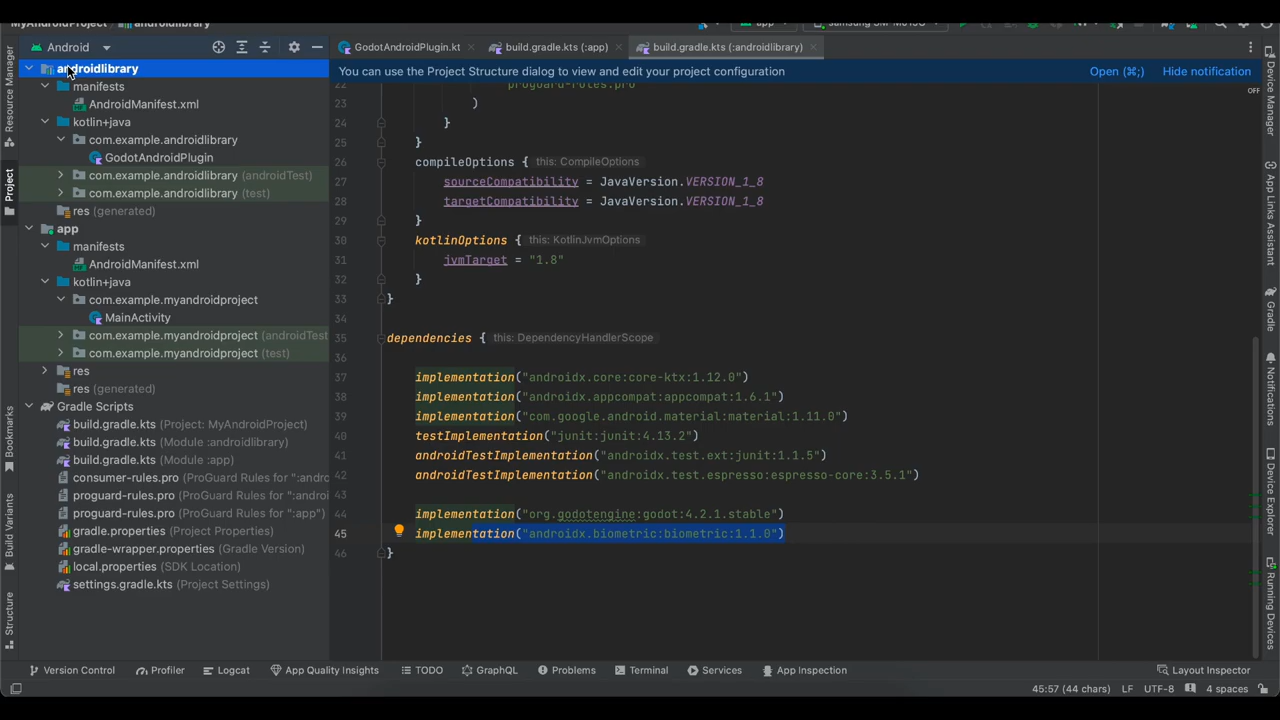 MyAndroidProject androidlibrary
app
Android
GodotAndroidPlugin.kt
build.gradle.kts (:app)
build.gradle.kts (:androidlibrary)
You can use the Project Structure dialog to view and edit your project configuration
Open (⌘;)
Hide notification
OFF
androidlibrary
manifests
AndroidManifest.xml
kotlin+java
com.example.androidlibrary
GodotAndroidPlugin
com.example.androidlibrary (androidTest)
com.example.androidlibrary (test)
res (generated)
app
manifests
AndroidManifest.xml
kotlin+java
com.example.myandroidproject
MainActivity
com.example.myandroidproject (androidTest
com.example.myandroidproject (test)
res
res (generated)
Gradle Scripts
build.gradle.kts (Project: MyAndroidProject)
build.gradle.kts (Module :androidlibrary)
build.gradle.kts (Module :app)
consumer-rules.pro (ProGuard Rules for ":andro
proguard-rules.pro (ProGuard Rules for ":andro
proguard-rules.pro (ProGuard Rules for ":app")
gradle.properties (Project Properties)
gradle-wrapper.properties (Gradle Version)
local.properties (SDK Location)
settings.gradle.kts (Project Settings)
22 "proguard-rules.pro"
23 )
24 }
25 }
26 compileOptions { this: CompileOptions
27 sourceCompatibility = JavaVersion.VERSION_1_8
28 targetCompatibility = JavaVersion.VERSION_1_8
29 }
30 kotlinOptions { this: KotlinJvmOptions
31 jvmTarget = "1.8"
32 }
33 }
34
35 dependencies { this: DependencyHandlerScope
36
37 implementation("androidx.core:core-ktx:1.12.0")
38 implementation("androidx.appcompat:appcompat:1.6.1")
39 implementation("com.google.android.material:material:1.11.0")
40 testImplementation("junit:junit:4.13.2")
41 androidTestImplementation("androidx.test.ext:junit:1.1.5")
42 androidTestImplementation("androidx.test.espresso:espresso-core:3.5.1")
43
44 implementation("org.godotengine:godot:4.2.1.stable")
45 implementation("androidx.biometric:biometric:1.1.0")
46 }
Resource Manager
Project
Bookmarks
Build Variants
Structure
Device Manager
App Links Assistant
Gradle
Notifications
Device Explorer
Running Devices
Version Control
Profiler
Logcat
App Quality Insights
TODO
GraphQL
Problems
Terminal
Services
App Inspection
Layout Inspector
45:57 (44 chars)
LF
UTF-8
4 spaces